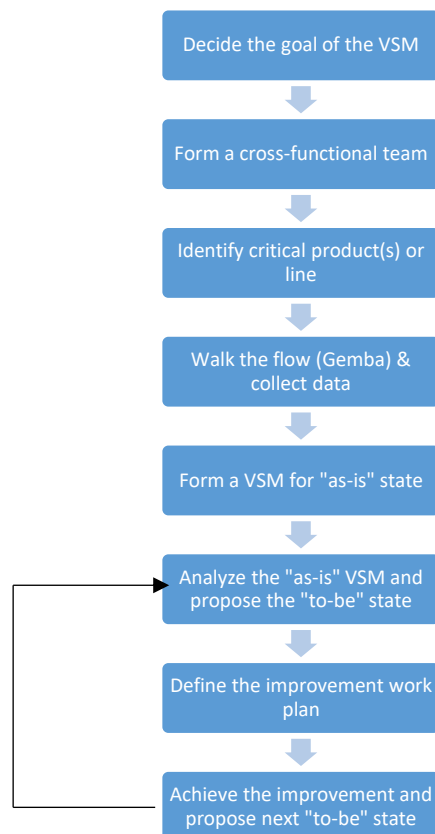 Decide the goal of the VSM
Form a cross-functional team
Identify critical product(s) or
line
Walk the flow (Gemba) &
collect data
Form a VSM for "as-is" state
Analyze the "as-is" VSM and
propose the "to-be" state
Define the improvement work
plan
Achieve the improvement and
propose next "to-be" state